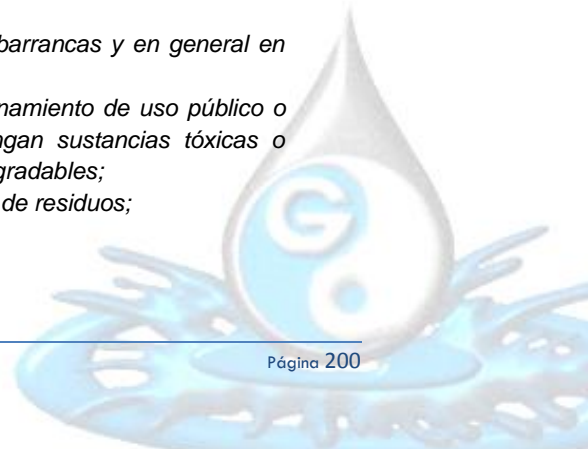 barrancas y en general en
namiento de uso público o
ngan sustancias tóxicas o
gradables;
de residuos;
G
Página 200